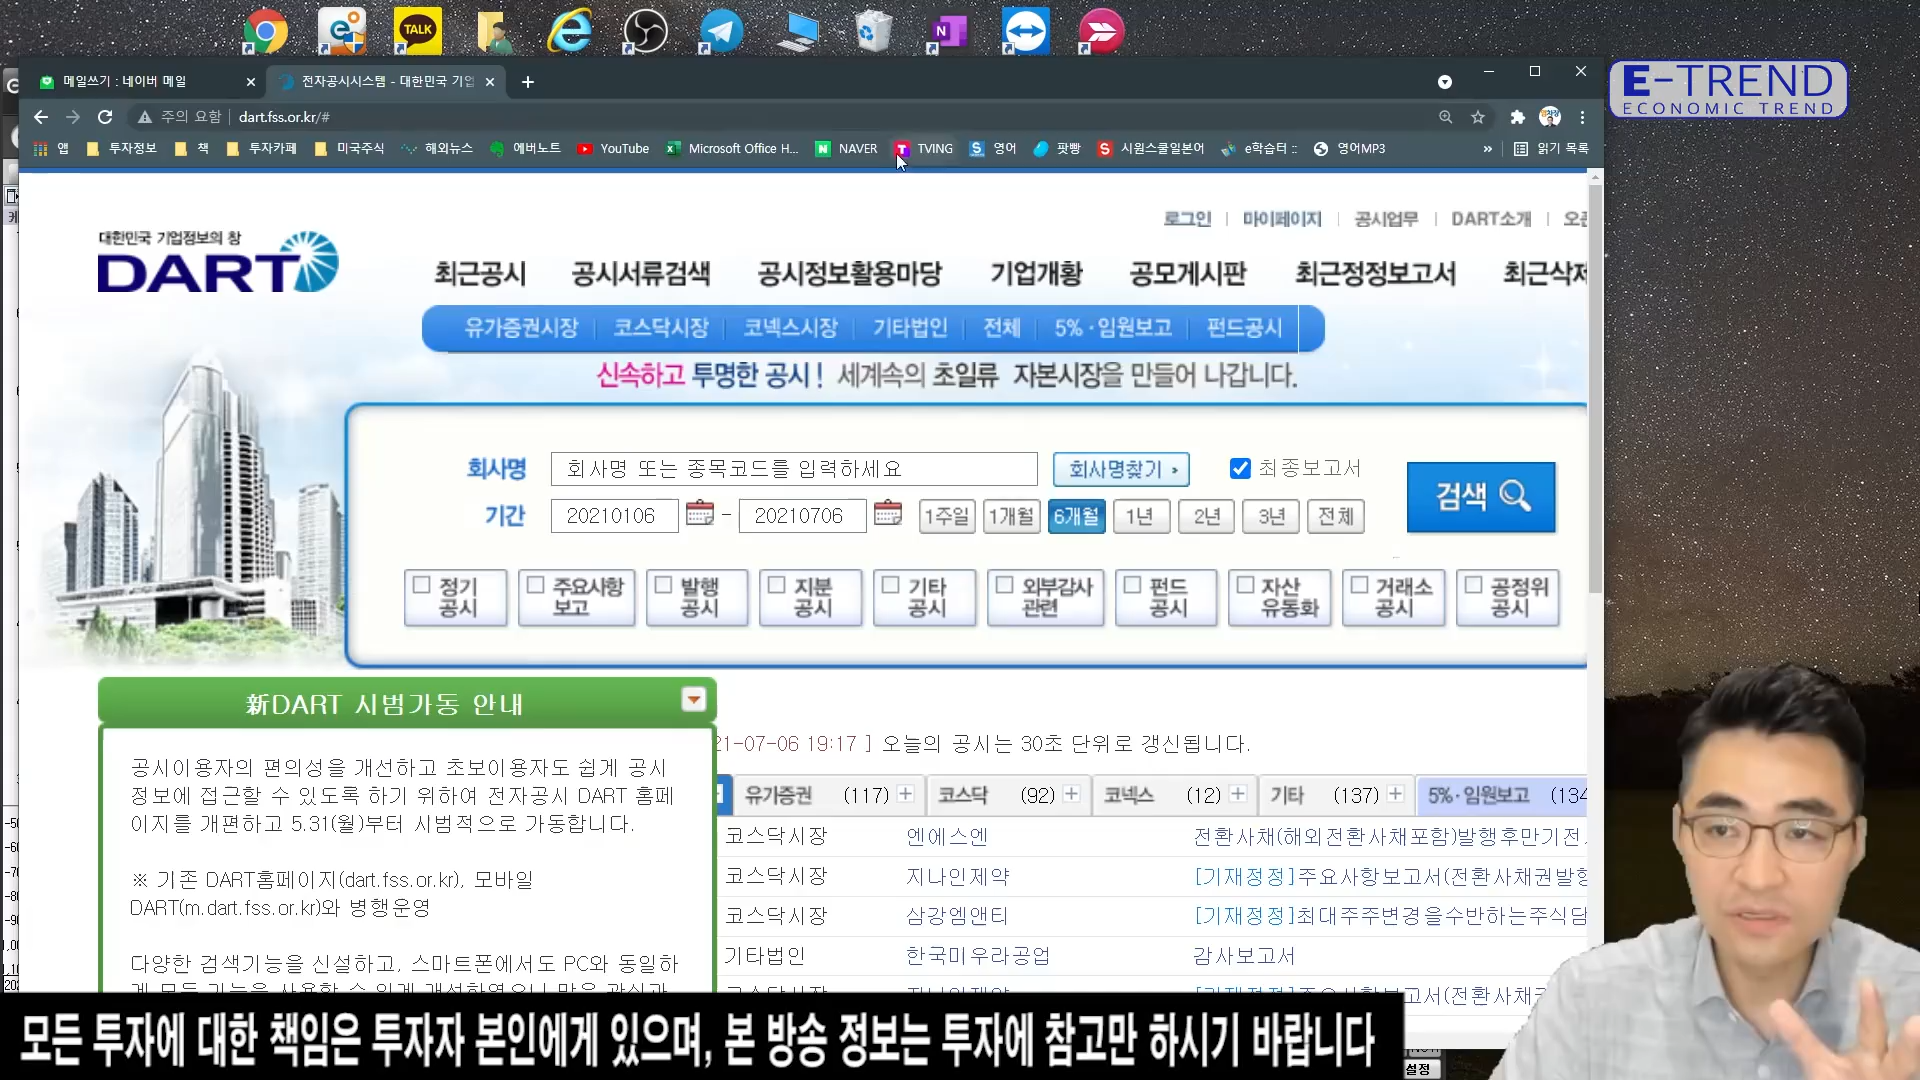 TALK
메일쓰기 : 네이버 메일
전자공시시스템 - 대한민국 기업
주의 요함
dart.fss.or.kr/#
앱 투자정보 책 투자카페 미국주식 해외뉴스 에버노트 YouTube Microsoft Office H... NAVER TVING 영어 팟빵 시원스쿨일본어 e학습터 :: 영어MP3 » 읽기 목록
E-TREND
ECONOMIC TREND
로그인 | 마이페이지 | 공시업무 | DART소개 |
대한민국 기업정보의 창
DART
최근공시 공시서류검색 공시정보활용마당 기업개황 공모게시판 최근정정보고서 최근삭제
유가증권시장 코스닥시장 코넥스시장 기타법인 전체 5%·임원보고 펀드공시
신속하고 투명한 공시! 세계속의 초일류 자본시장을 만들어 나갑니다.
회사명 회사명 또는 종목코드를 입력하세요 회사명찾기 최종보고서
검색
기간 20210106 - 20210706 1주일 1개월 6개월 1년 2년 3년 전체
정기 공시
주요사항 보고
발행 공시
지분 공시
기타 공시
외부감사 관련
펀드 공시
자산 유동화
거래소 공시
공정위 공시
新DART 시범가동 안내
공시이용자의 편의성을 개선하고 초보이용자도 쉽게 공시
정보에 접근할 수 있도록 하기 위하여 전자공시 DART 홈페
이지를 개편하고 5.31(월)부터 시범적으로 가동합니다.
※ 기존 DART홈페이지(dart.fss.or.kr), 모바일
DART(m.dart.fss.or.kr)와 병행운영
다양한 검색기능을 신설하고, 스마트폰에서도 PC와 동일하
21-07-06 19:17 ] 오늘의 공시는 30초 단위로 갱신됩니다.
유가증권 (117) 코스닥 (92) 코넥스 (12) 기타 (137) 5%·임원보고 (134
코스닥시장 엔에스엔 전환사채(해외전환사채포함)발행후만기전
코스닥시장 지나인제약 [기재정정]주요사항보고서(전환사채권발행
코스닥시장 삼강엠앤티 [기재정정]최대주주변경을수반하는주식담
기타법인 한국미우라공업 감사보고서
모든 투자에 대한 책임은 투자자 본인에게 있으며, 본 방송 정보는 투자에 참고만 하시기 바랍니다
설정